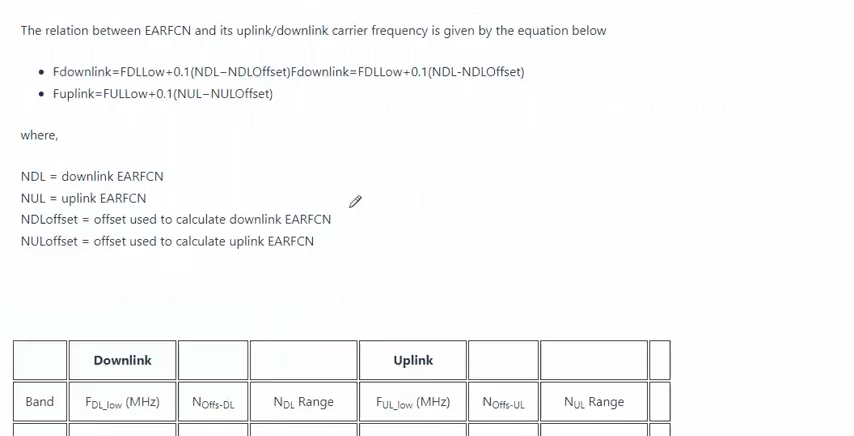 The relation between EARFCN and its uplink/downlink carrier frequency is given by the equation below
• Fdownlink=FDLLow+0.1(NDL−NDLOffset)Fdownlink=FDLLow+0.1(NDL-NDLOffset)
• Fuplink=FULLow+0.1(NUL−NULOffset)
where,
NDL = downlink EARFCN
NUL = uplink EARFCN
NDLoffset = offset used to calculate downlink EARFCN
NULoffset = offset used to calculate uplink EARFCN
Downlink Uplink
Band FDL_low (MHz) NOffs-DL NDL Range FUL_low (MHz) NOffs-UL NUL Range